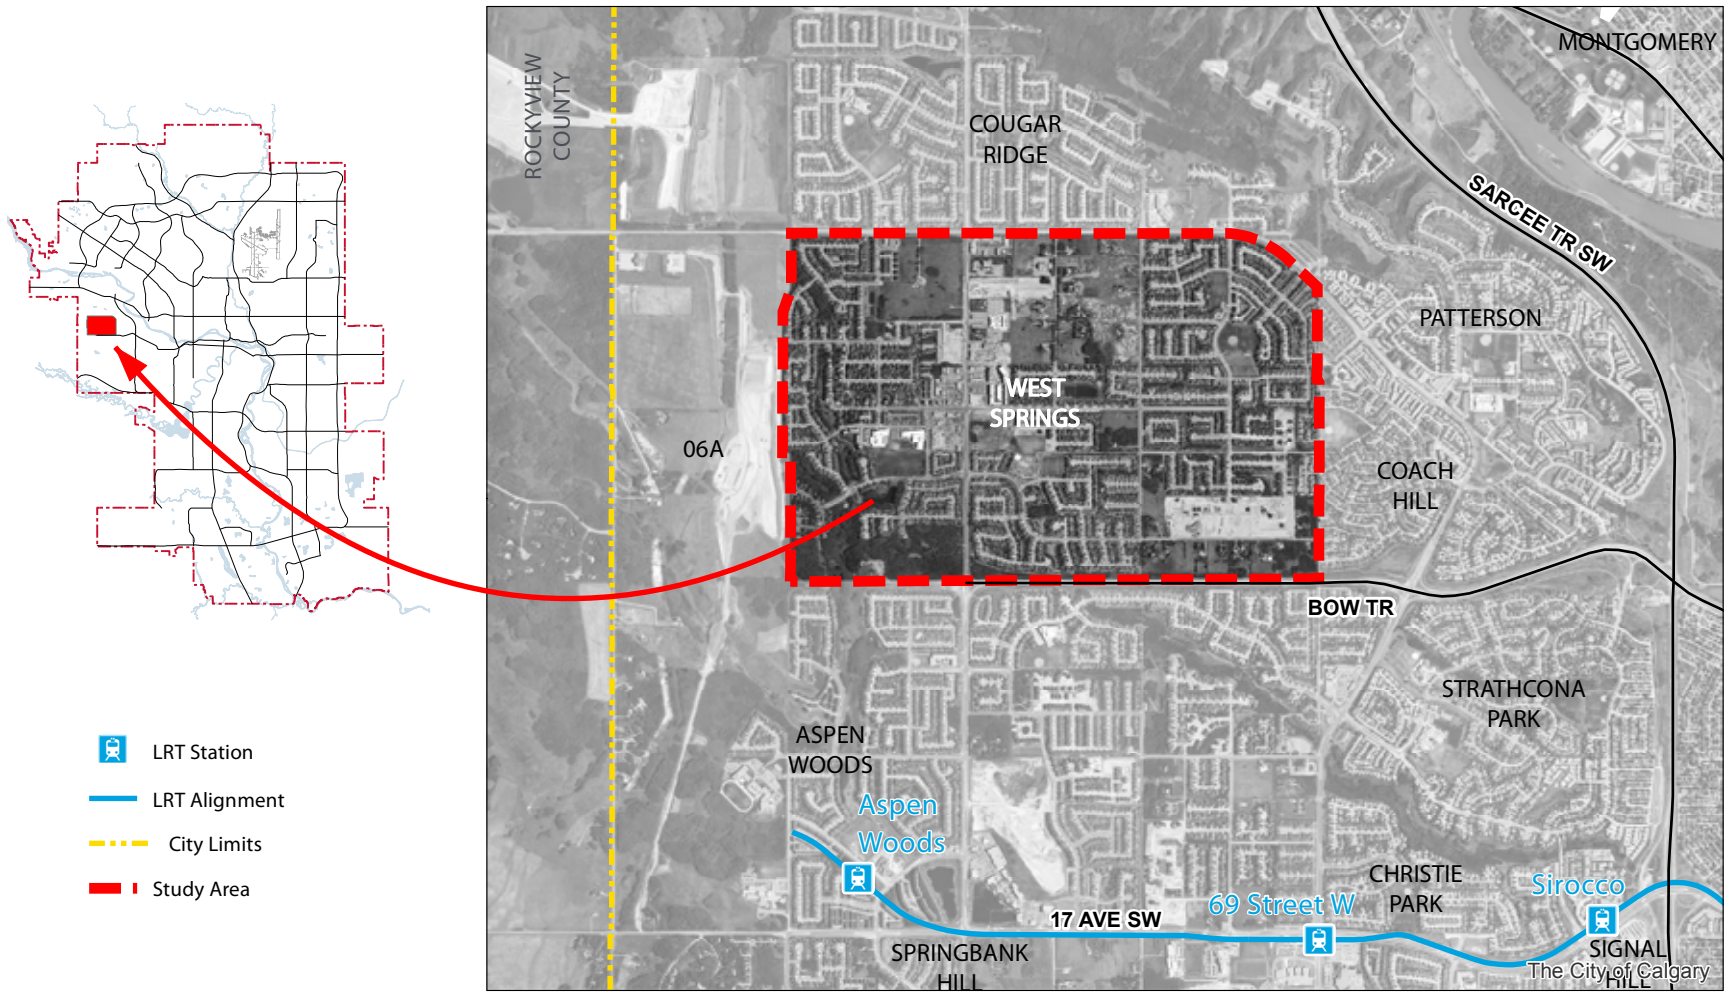 MONTGOMERY
ROCKYVIEW
COUNTY
COUGAR
RIDGE
SARCEE TR SW
PATTERSON
WEST
SPRINGS
06A
COACH
HILL
BOW TR
STRATHCONA
PARK
ASPEN
WOODS
Aspen
Woods
CHRISTIE
PARK
Sirocco
69 Street W
17 AVE SW
SPRINGBANK
HILL
SIGNAL
HILL
The City of Calgary
LRT Station
LRT Alignment
City Limits
Study Area